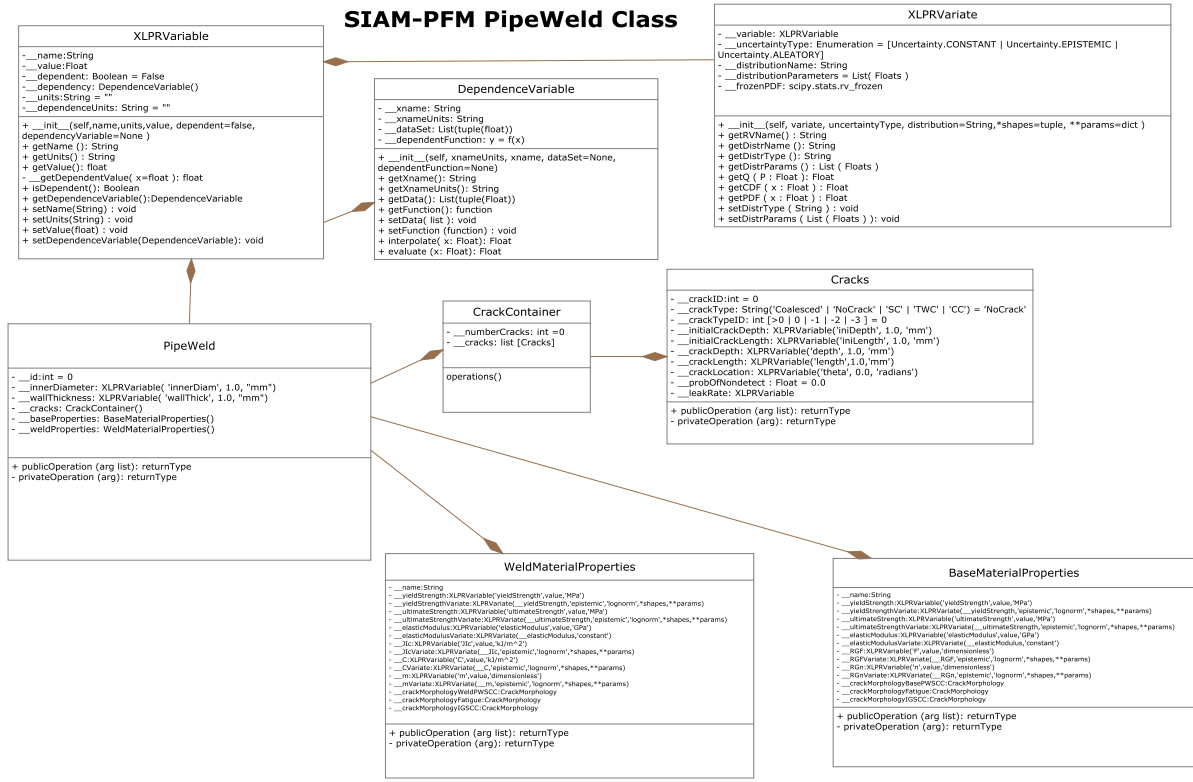 SIAM-PFM PipeWeld Class
XLPRVariable
-__name:String
-__value:Float
-__dependent: Boolean = False
-__dependency: DependenceVariable()
-__units:String = ""
-__dependenceUnits: String = ""
+ __init__(self,name,units,value, dependent=false,
dependencyVariable=None )
+ getName (): String
+ getUnits() : String
+ getValue(): float
- __getDependentValue( x=float ): float
+ isDependent(): Boolean
+ getDependenceVariable():DependenceVariable
+ setName(String) : void
+ setUnits(String) : void
+ setValue(float) : void
+ setDependenceVariable(DependenceVariable): void
DependenceVariable
- __xname: String
- __xnameUnits: String
- __dataSet: List(tuple(float))
- __dependentFunction: y = f(x)
+ __init__(self, xnameUnits, xname, dataSet=None,
dependentFunction=None)
+ getXname(): String
+ getXnameUnits(): String
+ getData(): List(tuple(Float))
+ getFunction(): function
+ setData( list ): void
+ setFunction (function) : void
+ interpolate( x: Float): Float
+ evaluate (x: Float): Float
XLPRVariate
- __variable: XLPRVariable
- __uncertaintyType: Enumeration = [Uncertainty.CONSTANT | Uncertainty.EPISTEMIC |
Uncertainty.ALEATORY]
- __distributionName: String
- __distributionParameters = List( Floats )
- __frozenPDF: scipy.stats.rv_frozen
+ __init__(self, variate, uncertaintyType, distribution=String,*shapes=tuple, **params=dict )
+ getRVName() : String
+ getDistrName (): String
+ getDistrType (): String
+ getDistrParams () : List ( Floats )
+ getQ ( P : Float ): Float
+ getCDF ( x : Float ) : Float
+ getPDF ( x : Float ) : Float
+ setDistrType ( String ) : void
+ setDistrParams ( List ( Floats ) ): void
PipeWeld
- __id:int = 0
- __innerDiameter: XLPRVariable( 'innerDiam', 1.0, "mm")
- __wallThickness: XLPRVariable( 'wallThick', 1.0, "mm")
- __cracks: CrackContainer()
- __baseProperties: BaseMaterialProperties()
- __weldProperties: WeldMaterialProperties()
+ publicOperation (arg list): returnType
- privateOperation (arg): returnType
CrackContainer
- __numberCracks: int =0
- __cracks: list [Cracks]
operations()
Cracks
- __crackID:int = 0
- __crackType: String('Coalesced' | 'NoCrack' | 'SC' | 'TWC' | 'CC') = 'NoCrack'
- __crackTypeID: int [>0 | 0 | -1 | -2 | -3 ] = 0
- __initialCrackDepth: XLPRVariable('iniDepth', 1.0, 'mm')
- __initialCrackLength: XLPRVariable('iniLength', 1.0, 'mm')
- __crackDepth: XLPRVariable('depth', 1.0, 'mm')
- __crackLength: XLPRVariable('length',1.0,'mm')
- __crackLocation: XLPRVariable('theta', 0.0, 'radians')
- __probOfNondetect : Float = 0.0
- __leakRate: XLPRVariable
+ publicOperation (arg list): returnType
- privateOperation (arg): returnType
WeldMaterialProperties
- __name:String
- __yieldStrength:XLPRVariable('yieldStrength',value,'MPa')
- __yieldStrengthVariate:XLPRVariate(__yieldStrength,'epistemic','lognorm',*shapes,**params)
- __ultimateStrength:XLPRVariable('ultimateStrength',value,'MPa')
- __ultimateStrengthVariate:XLPRVariate(__ultimateStrength,'epistemic','lognorm',*shapes,**params)
- __elasticModulus:XLPRVariable('elasticModulus',value,'GPa')
- __elasticModulusVariate:XLPRVariate(__elasticModulus,'constant')
- __JIc:XLPRVariable('JIc',value,'kJ/m^2')
- __JIcVariate:XLPRVariate(__JIc,'epistemic','lognorm',*shapes,**params)
- __C:XLPRVariable('C',value,'kJ/m^2')
- __CVariate:XLPRVariate(__C,'epistemic','lognorm',*shapes,**params)
- __m:XLPRVariable('m',value,'dimensionless')
- __mVariate:XLPRVariate(__m,'epistemic','lognorm',*shapes,**params)
- __crackMorphologyWeldPWSCC:CrackMorphology
- __crackMorphologyFatigue:CrackMorphology
- __crackMorphologyIGSCC:CrackMorphology
+ publicOperation (arg list): returnType
- privateOperation (arg): returnType
BaseMaterialProperties
- __name:String
- __yieldStrength:XLPRVariable('yieldStrength',value,'MPa')
- __yieldStrengthVariate:XLPRVariate(__yieldStrength,'epistemic','lognorm',*shapes,**params)
- __ultimateStrength:XLPRVariable('ultimateStrength',value,'MPa')
- __ultimateStrengthVariate:XLPRVariate(__ultimateStrength,'epistemic','lognorm',*shapes,**params)
- __elasticModulus:XLPRVariable('elasticModulus',value,'GPa')
- __elasticModulusVariate:XLPRVariate(__elasticModulus,'constant')
- __RGF:XLPRVariable('F',value,'dimensionless')
- __RGFVariate:XLPRVariate(__RGF,'epistemic','lognorm',*shapes,**params)
- __RGn:XLPRVariable('n',value,'dimensionless')
- __RGnVariate:XLPRVariate(__RGn,'epistemic','lognorm',*shapes,**params)
- __crackMorphologyBasePWSCC:CrackMorphology
- __crackMorphologyFatigue:CrackMorphology
- __crackMorphologyIGSCC:CrackMorphology
+ publicOperation (arg list): returnType
- privateOperation (arg): returnType